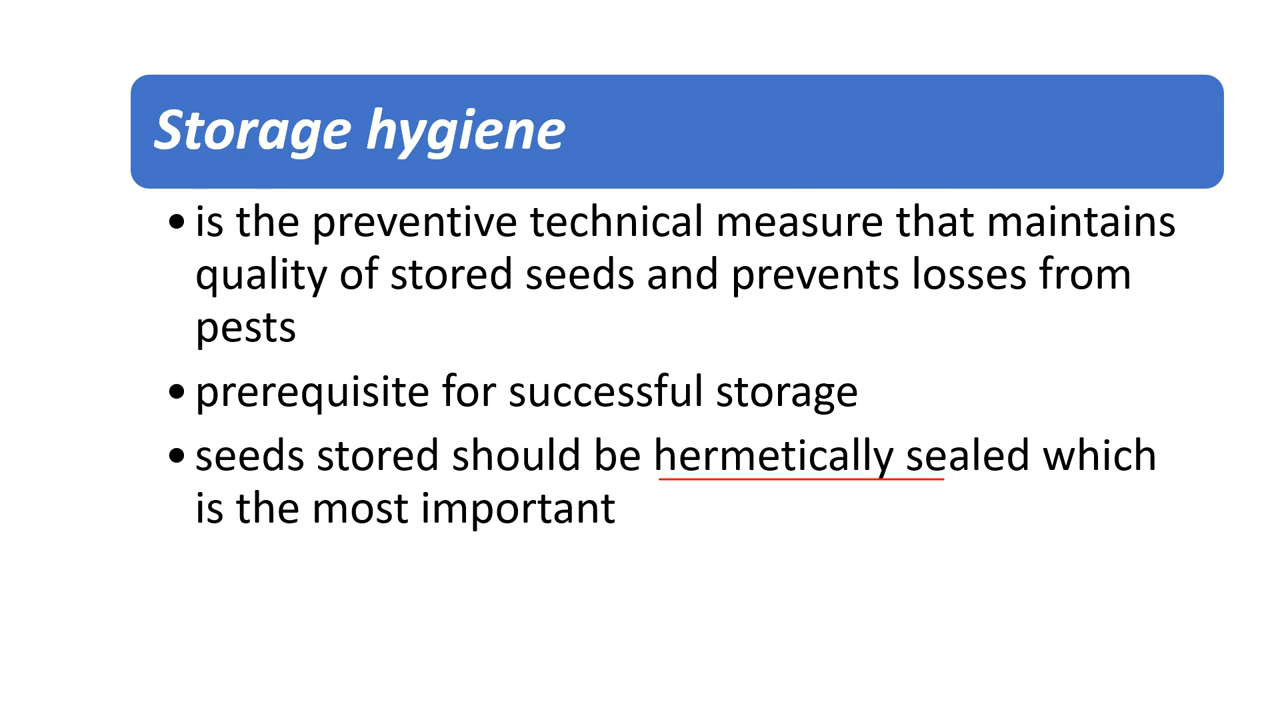 Storage hygiene
• is the preventive technical measure that maintains
quality of stored seeds and prevents losses from
pests
• prerequisite for successful storage
• seeds stored should be hermetically sealed which
is the most important